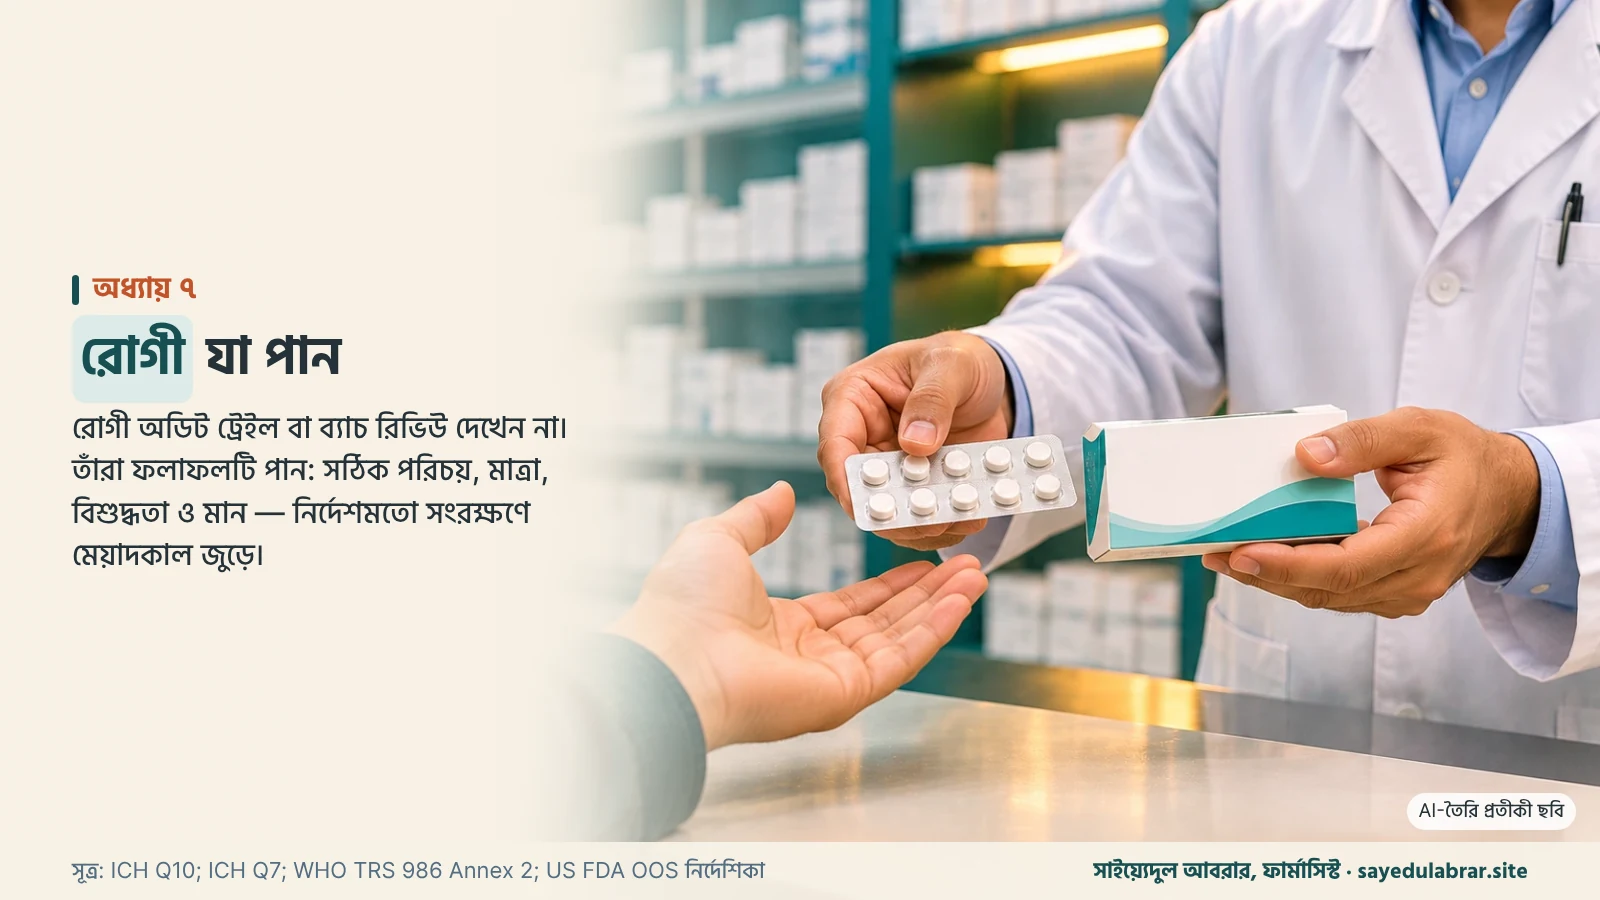 অধ্যায় ৭
রোগী যা পান
রোগী অডিট ট্রেইল বা ব্যাচ রিভিউ দেখেন না।
তাঁরা ফলাফলটি পান: সঠিক পরিচয়, মাত্রা,
বিশুদ্ধতা ও মান — নির্দেশমতো সংরক্ষণে
মেয়াদকাল জুড়ে।
AI-তৈরি প্রতীকী ছবি
সূত্র: ICH Q10; ICH Q7; WHO TRS 986 Annex 2; US FDA OOS নির্দেশিকা
সাইয়্যেদুল আবরার, ফার্মাসিস্ট · sayedulabrar.site